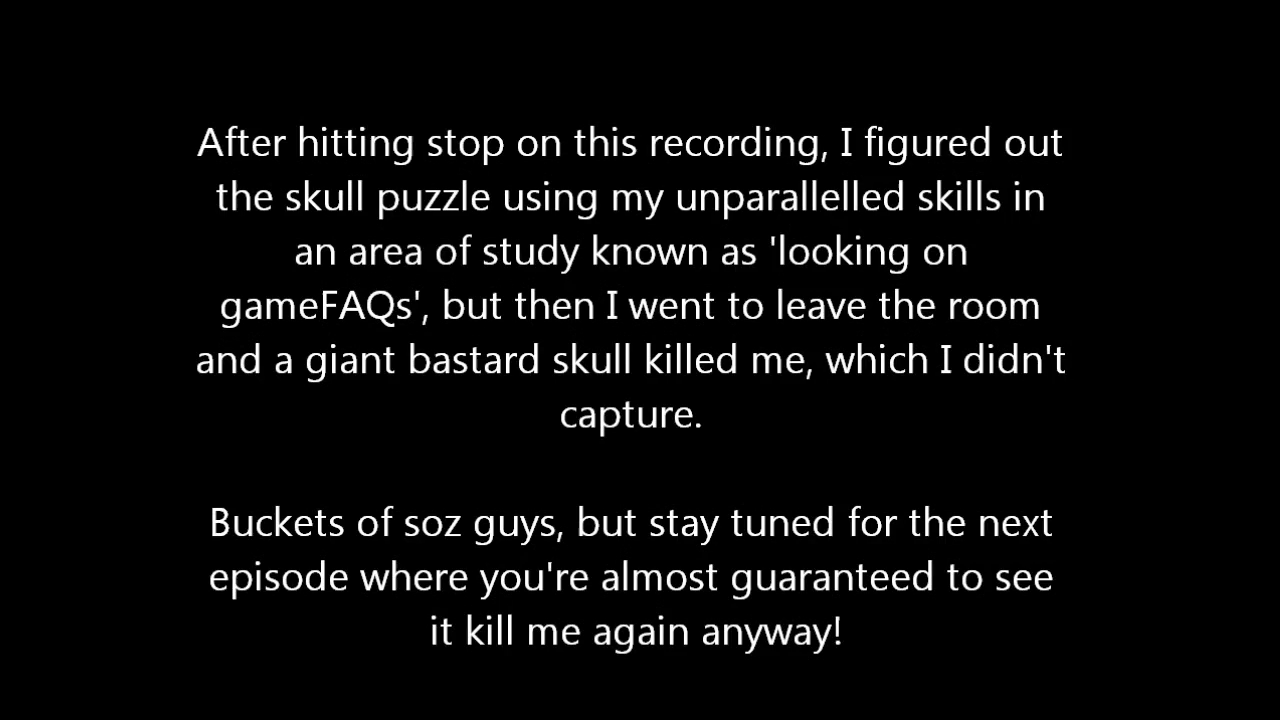 After hitting stop on this recording, I figured out
the skull puzzle using my unparallelled skills in
an area of study known as 'looking on
gameFAQs', but then I went to leave the room
and a giant bastard skull killed me, which I didn't
capture.
Buckets of soz guys, but stay tuned for the next
episode where you're almost guaranteed to see
it kill me again anyway!